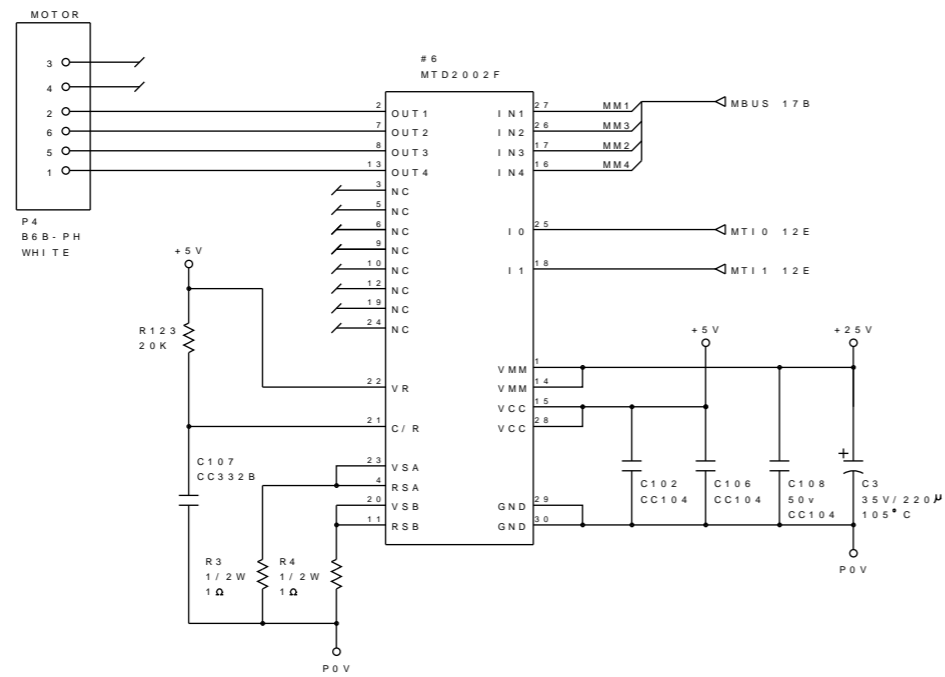 MOTOR
3
4
2
6
5
1
P4
B6B-PH
WHITE
#6
MTD2002F
2 OUT1
7 OUT2
8 OUT3
13 OUT4
3 NC
5 NC
6 NC
9 NC
10 NC
12 NC
19 NC
24 NC
22 VR
21 C/R
23 VSA
4 RSA
20 VSB
11 RSB
IN1 27 MM1
IN2 26 MM3
IN3 17 MM2
IN4 16 MM4
MBUS 17B
I0 25 MTI0 12E
I1 18 MTI1 12E
VMM 1
VMM 14
VCC 15
VCC 28
GND 29
GND 30
+5V
R123
20K
C107
CC332B
R3
1/2W
1Ω
R4
1/2W
1Ω
P0V
+5V
+25V
C102
CC104
C106
CC104
C108
50v
CC104
+
C3
35V/220μ
105°C
P0V